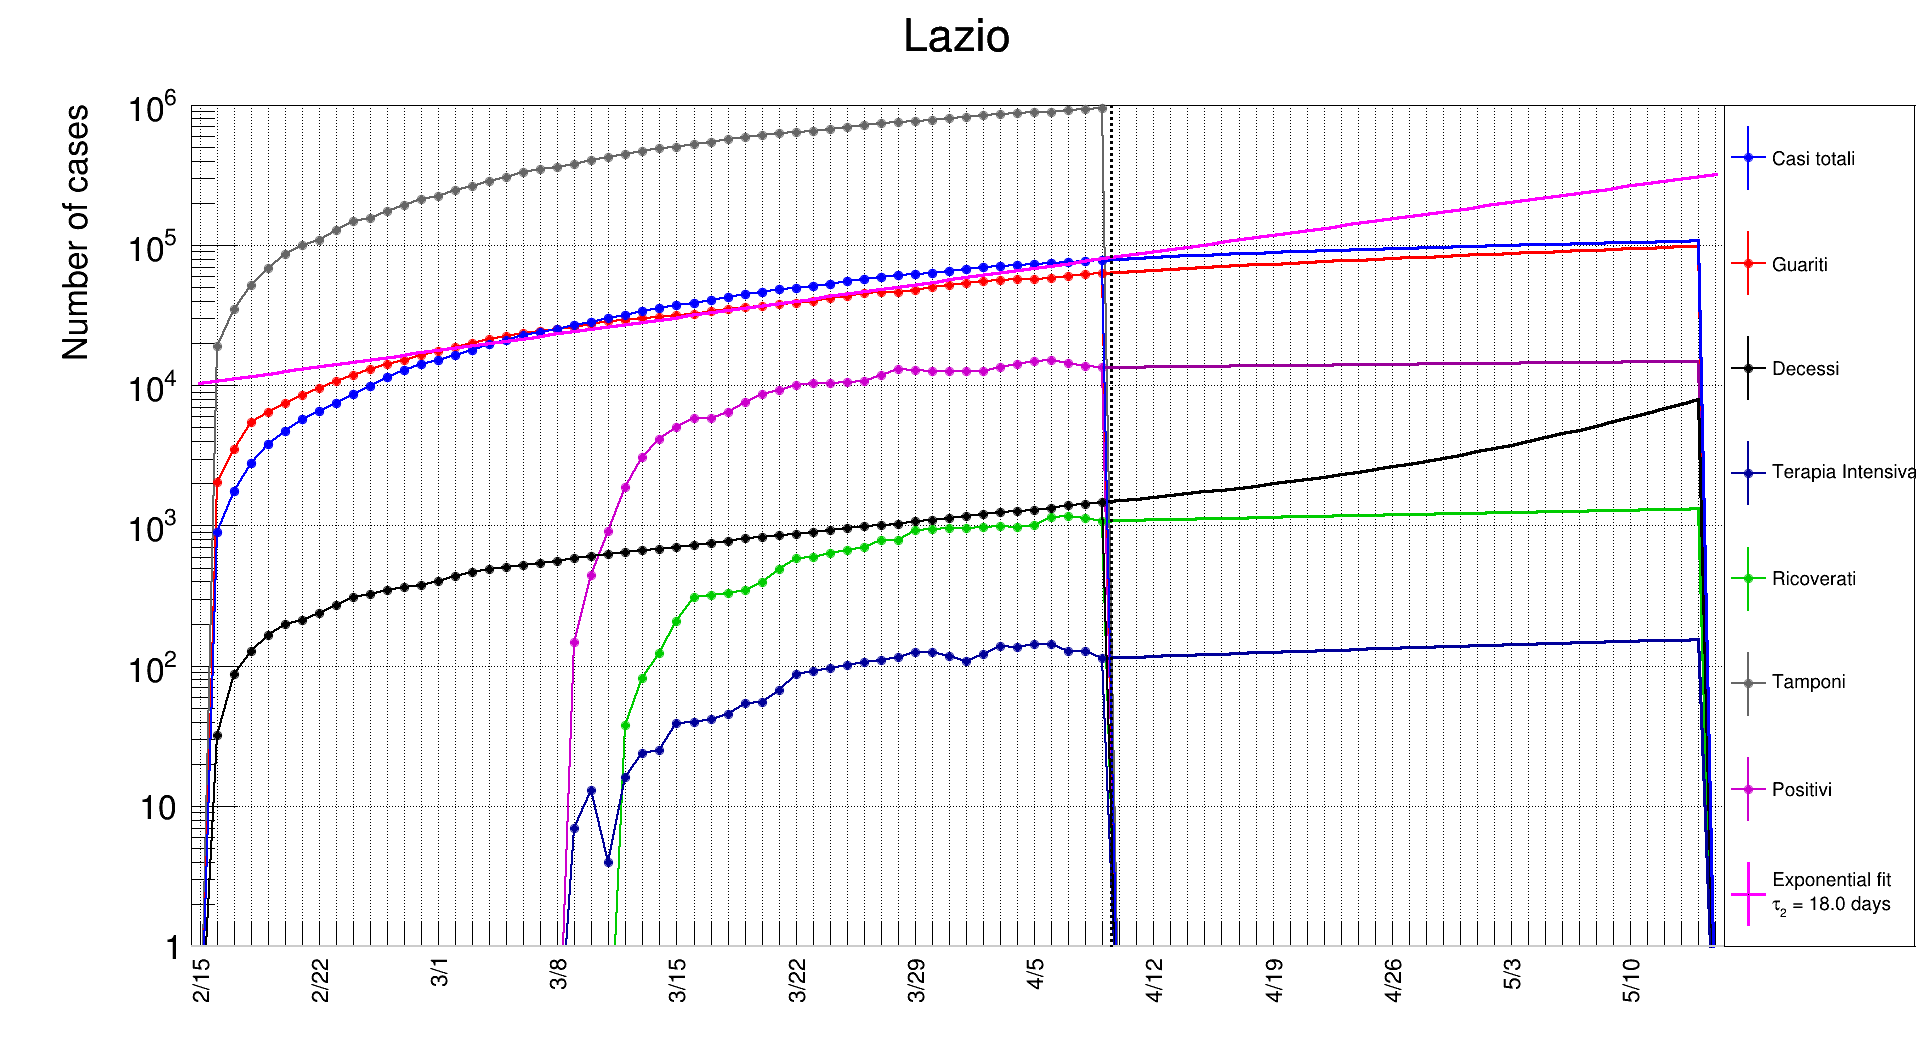 Lazio
Number of cases
10^6
10^5
10^4
10^3
10^2
10
1
2/15
2/22
3/1
3/8
3/15
3/22
3/29
4/5
4/12
4/19
4/26
5/3
5/10
Casi totali
Guariti
Decessi
Terapia Intensiva
Ricoverati
Tamponi
Positivi
Exponential fit
τ₂ = 18.0 days